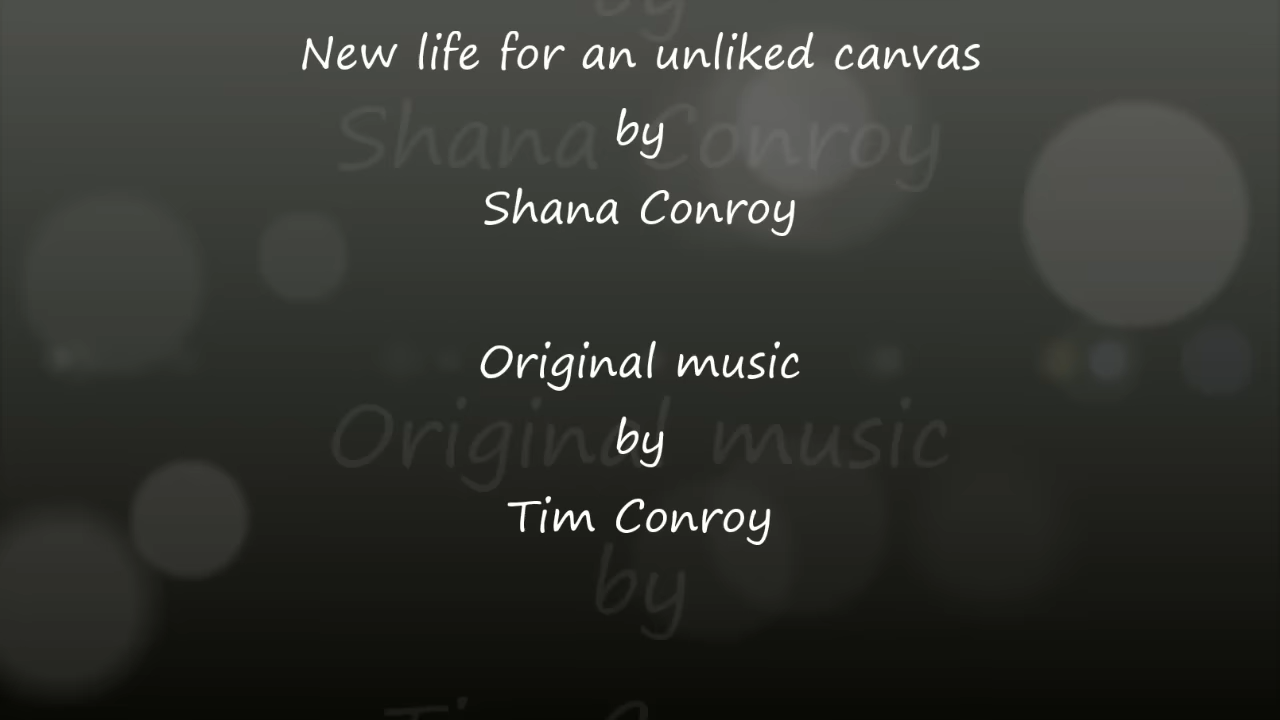 New life for an unliked canvas
by
Shana Conroy
Original music
by
Tim Conroy